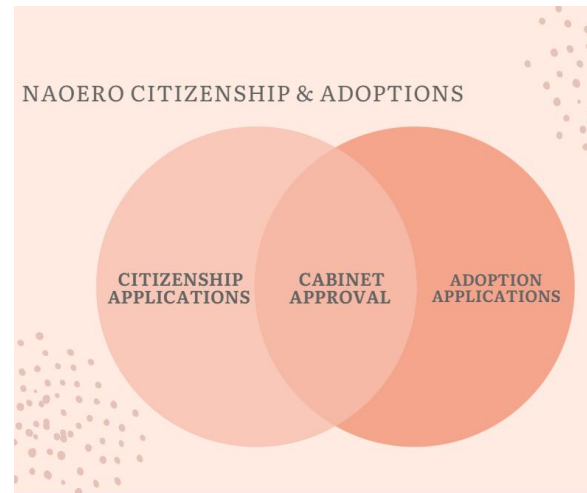 NAOERO CITIZENSHIP & ADOPTIONS
CITIZENSHIP
APPLICATIONS
CABINET
APPROVAL
ADOPTION
APPLICATIONS